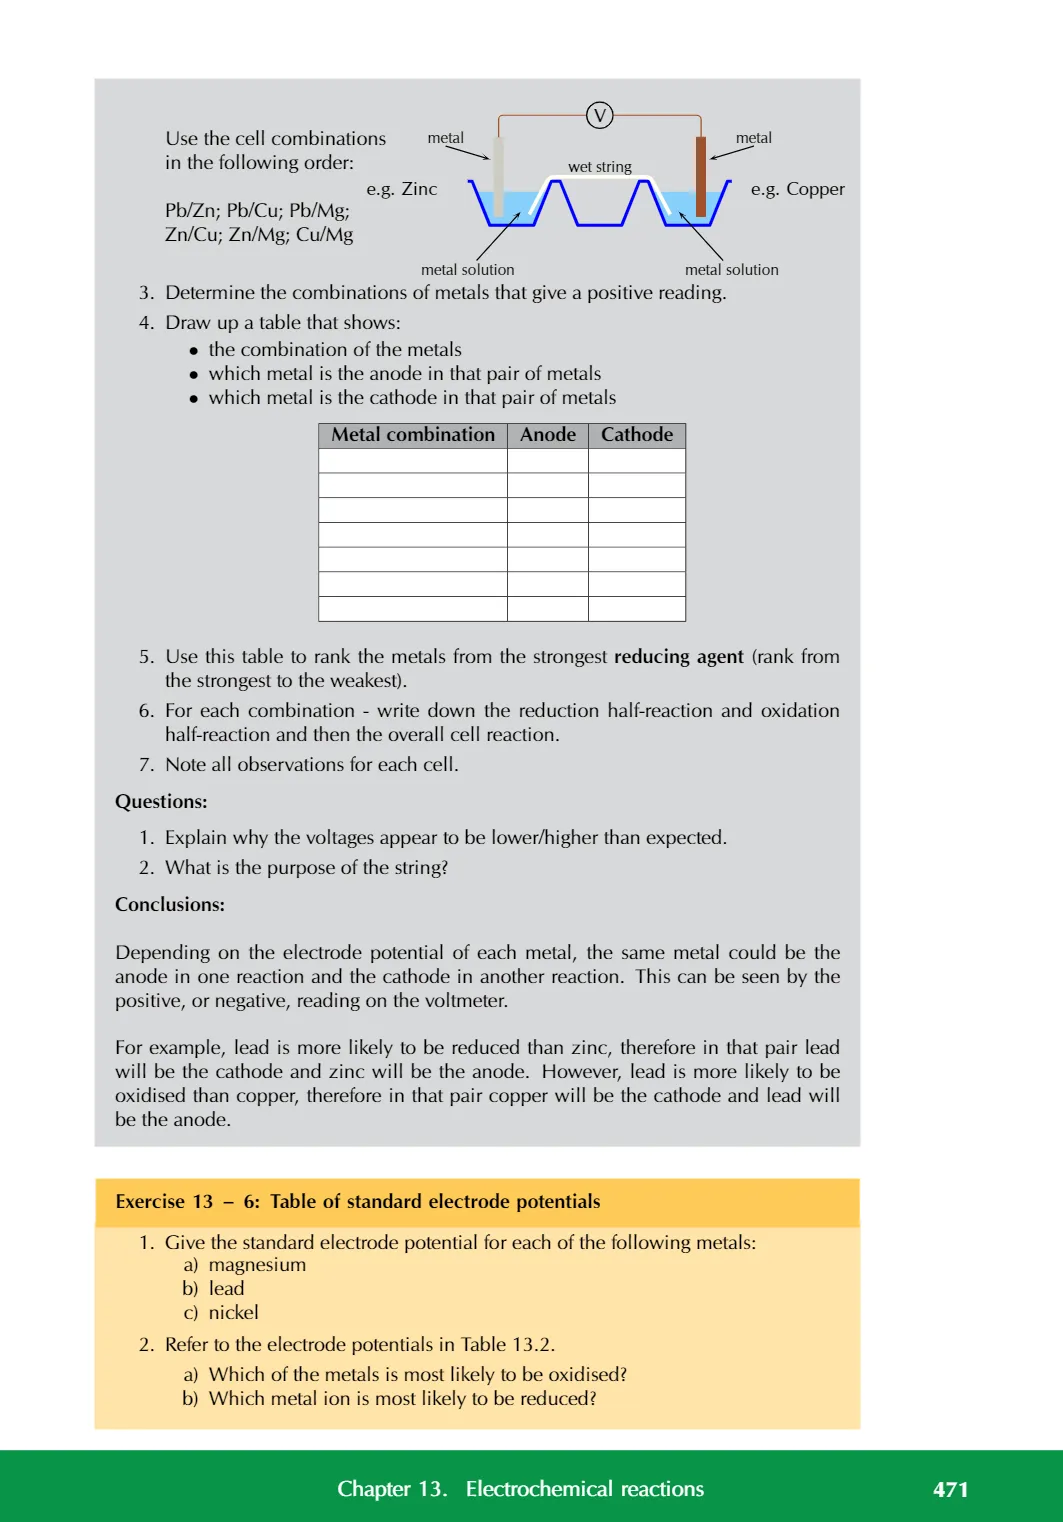 Use the cell combinations
in the following order:
Pb/Zn; Pb/Cu; Pb/Mg;
Zn/Cu; Zn/Mg; Cu/Mg
V
metal
metal
wet string
e.g. Zinc
e.g. Copper
metal solution
metal solution
3. Determine the combinations of metals that give a positive reading.
4. Draw up a table that shows:
• the combination of the metals
• which metal is the anode in that pair of metals
• which metal is the cathode in that pair of metals
Metal combination Anode Cathode
5. Use this table to rank the metals from the strongest reducing agent (rank from
the strongest to the weakest).
6. For each combination - write down the reduction half-reaction and oxidation
half-reaction and then the overall cell reaction.
7. Note all observations for each cell.
Questions:
1. Explain why the voltages appear to be lower/higher than expected.
2. What is the purpose of the string?
Conclusions:
Depending on the electrode potential of each metal, the same metal could be the
anode in one reaction and the cathode in another reaction. This can be seen by the
positive, or negative, reading on the voltmeter.
For example, lead is more likely to be reduced than zinc, therefore in that pair lead
will be the cathode and zinc will be the anode. However, lead is more likely to be
oxidised than copper, therefore in that pair copper will be the cathode and lead will
be the anode.
Exercise 13 – 6: Table of standard electrode potentials
1. Give the standard electrode potential for each of the following metals:
a) magnesium
b) lead
c) nickel
2. Refer to the electrode potentials in Table 13.2.
a) Which of the metals is most likely to be oxidised?
b) Which metal ion is most likely to be reduced?
Chapter 13. Electrochemical reactions 471